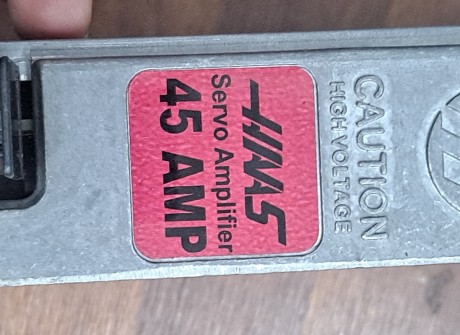 HAAS
Servo Amplifier
45 AMP
CAUTION
HIGH VOLTAGE